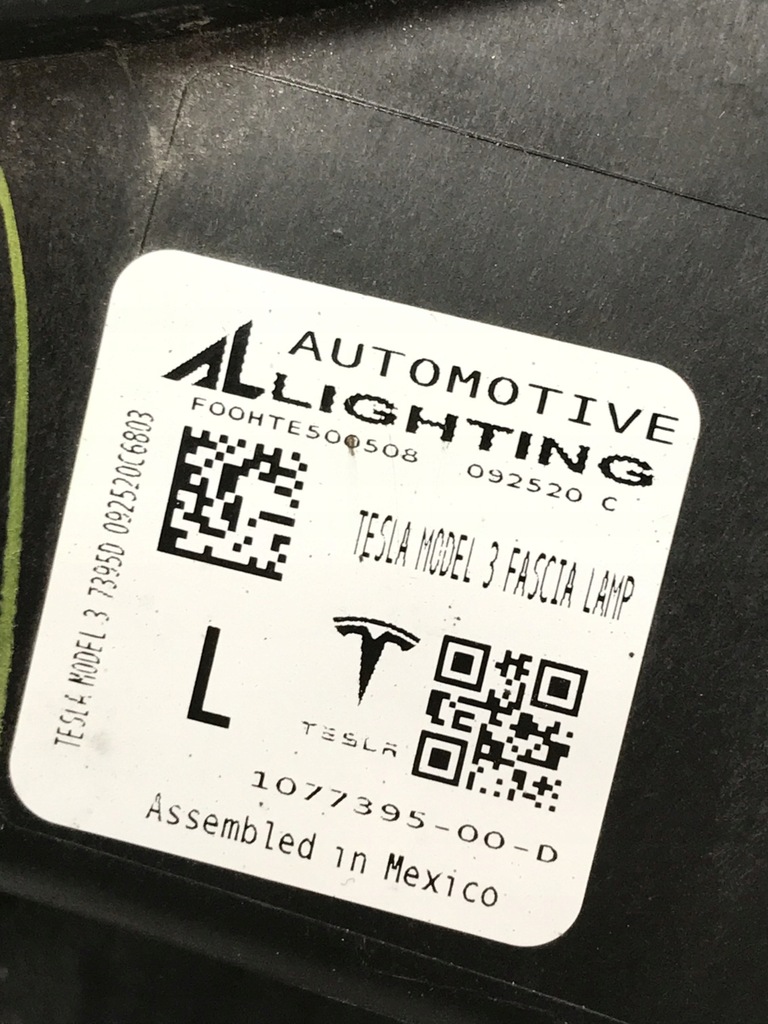 AL AUTOMOTIVE
LIGHTING
F00HTE500508 092520 C
TESLA MODEL 3 7395D 092520C6803
TESLA MODEL 3 FASCIA LAMP
L
TESLA
1077395-00-D
Assembled in Mexico